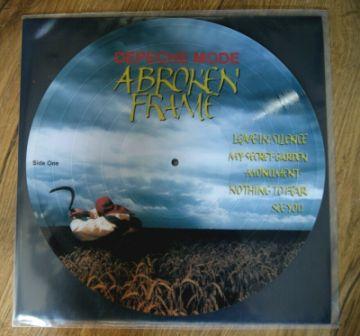 DEPECHE MODE
A BROKEN
FRAME
LEAVE IN SILENCE
MY SECRET GARDEN
MONUMENT
NOTHING TO FEAR
SEE YOU
Side One